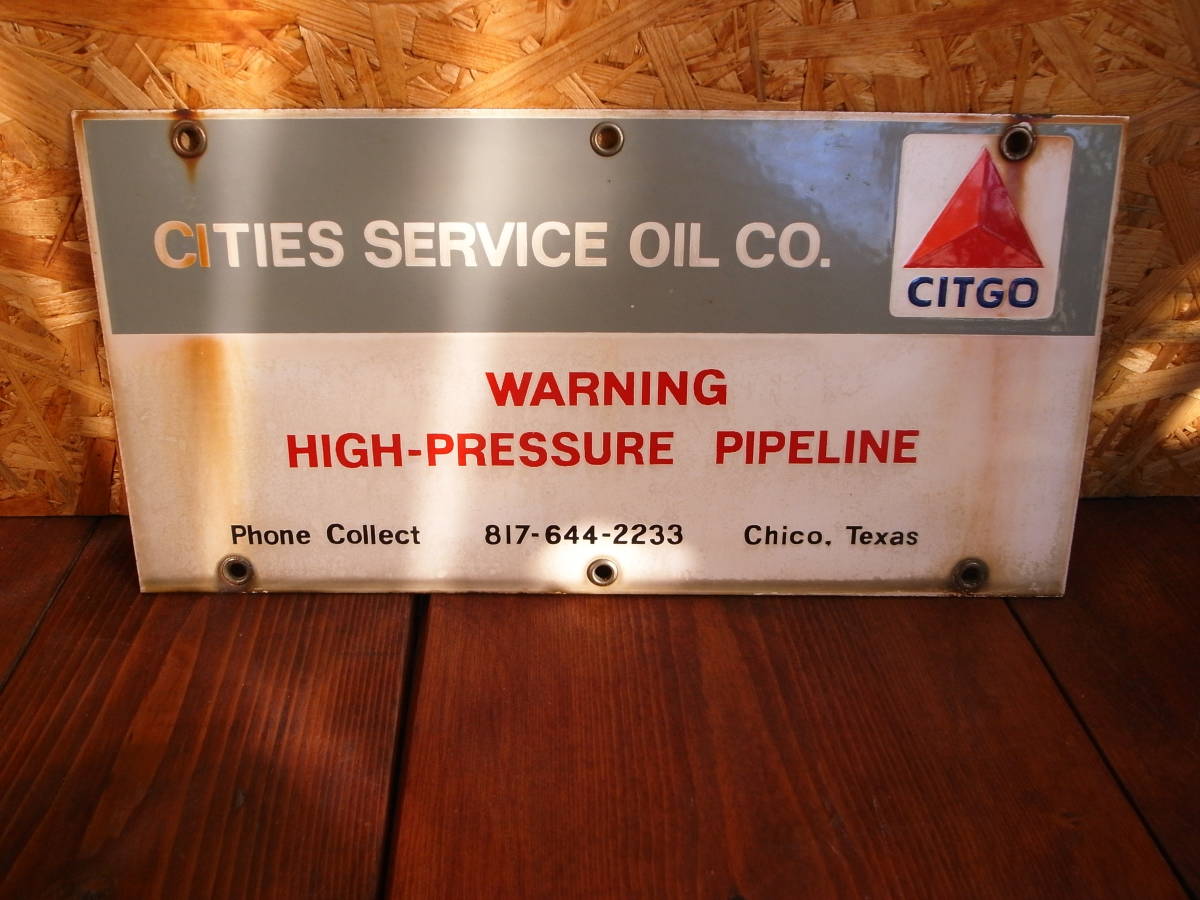 CITIES SERVICE OIL CO.
CITGO
WARNING
HIGH-PRESSURE PIPELINE
Phone Collect 817-644-2233 Chico, Texas